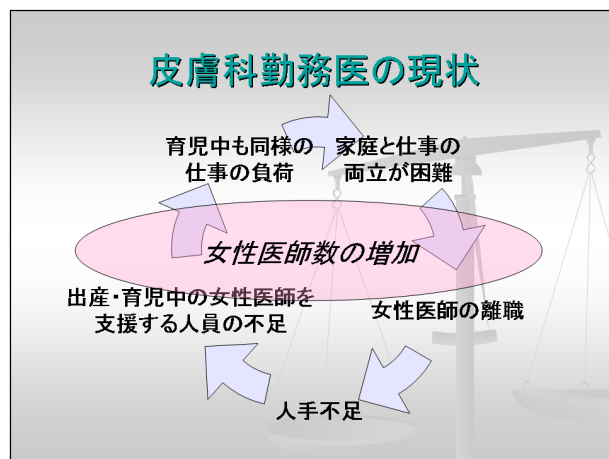 皮膚科勤務医の現状
育児中も同様の
仕事の負荷
家庭と仕事の
両立が困難
女性医師数の増加
出産・育児中の女性医師を
支援する人員の不足
女性医師の離職
人手不足